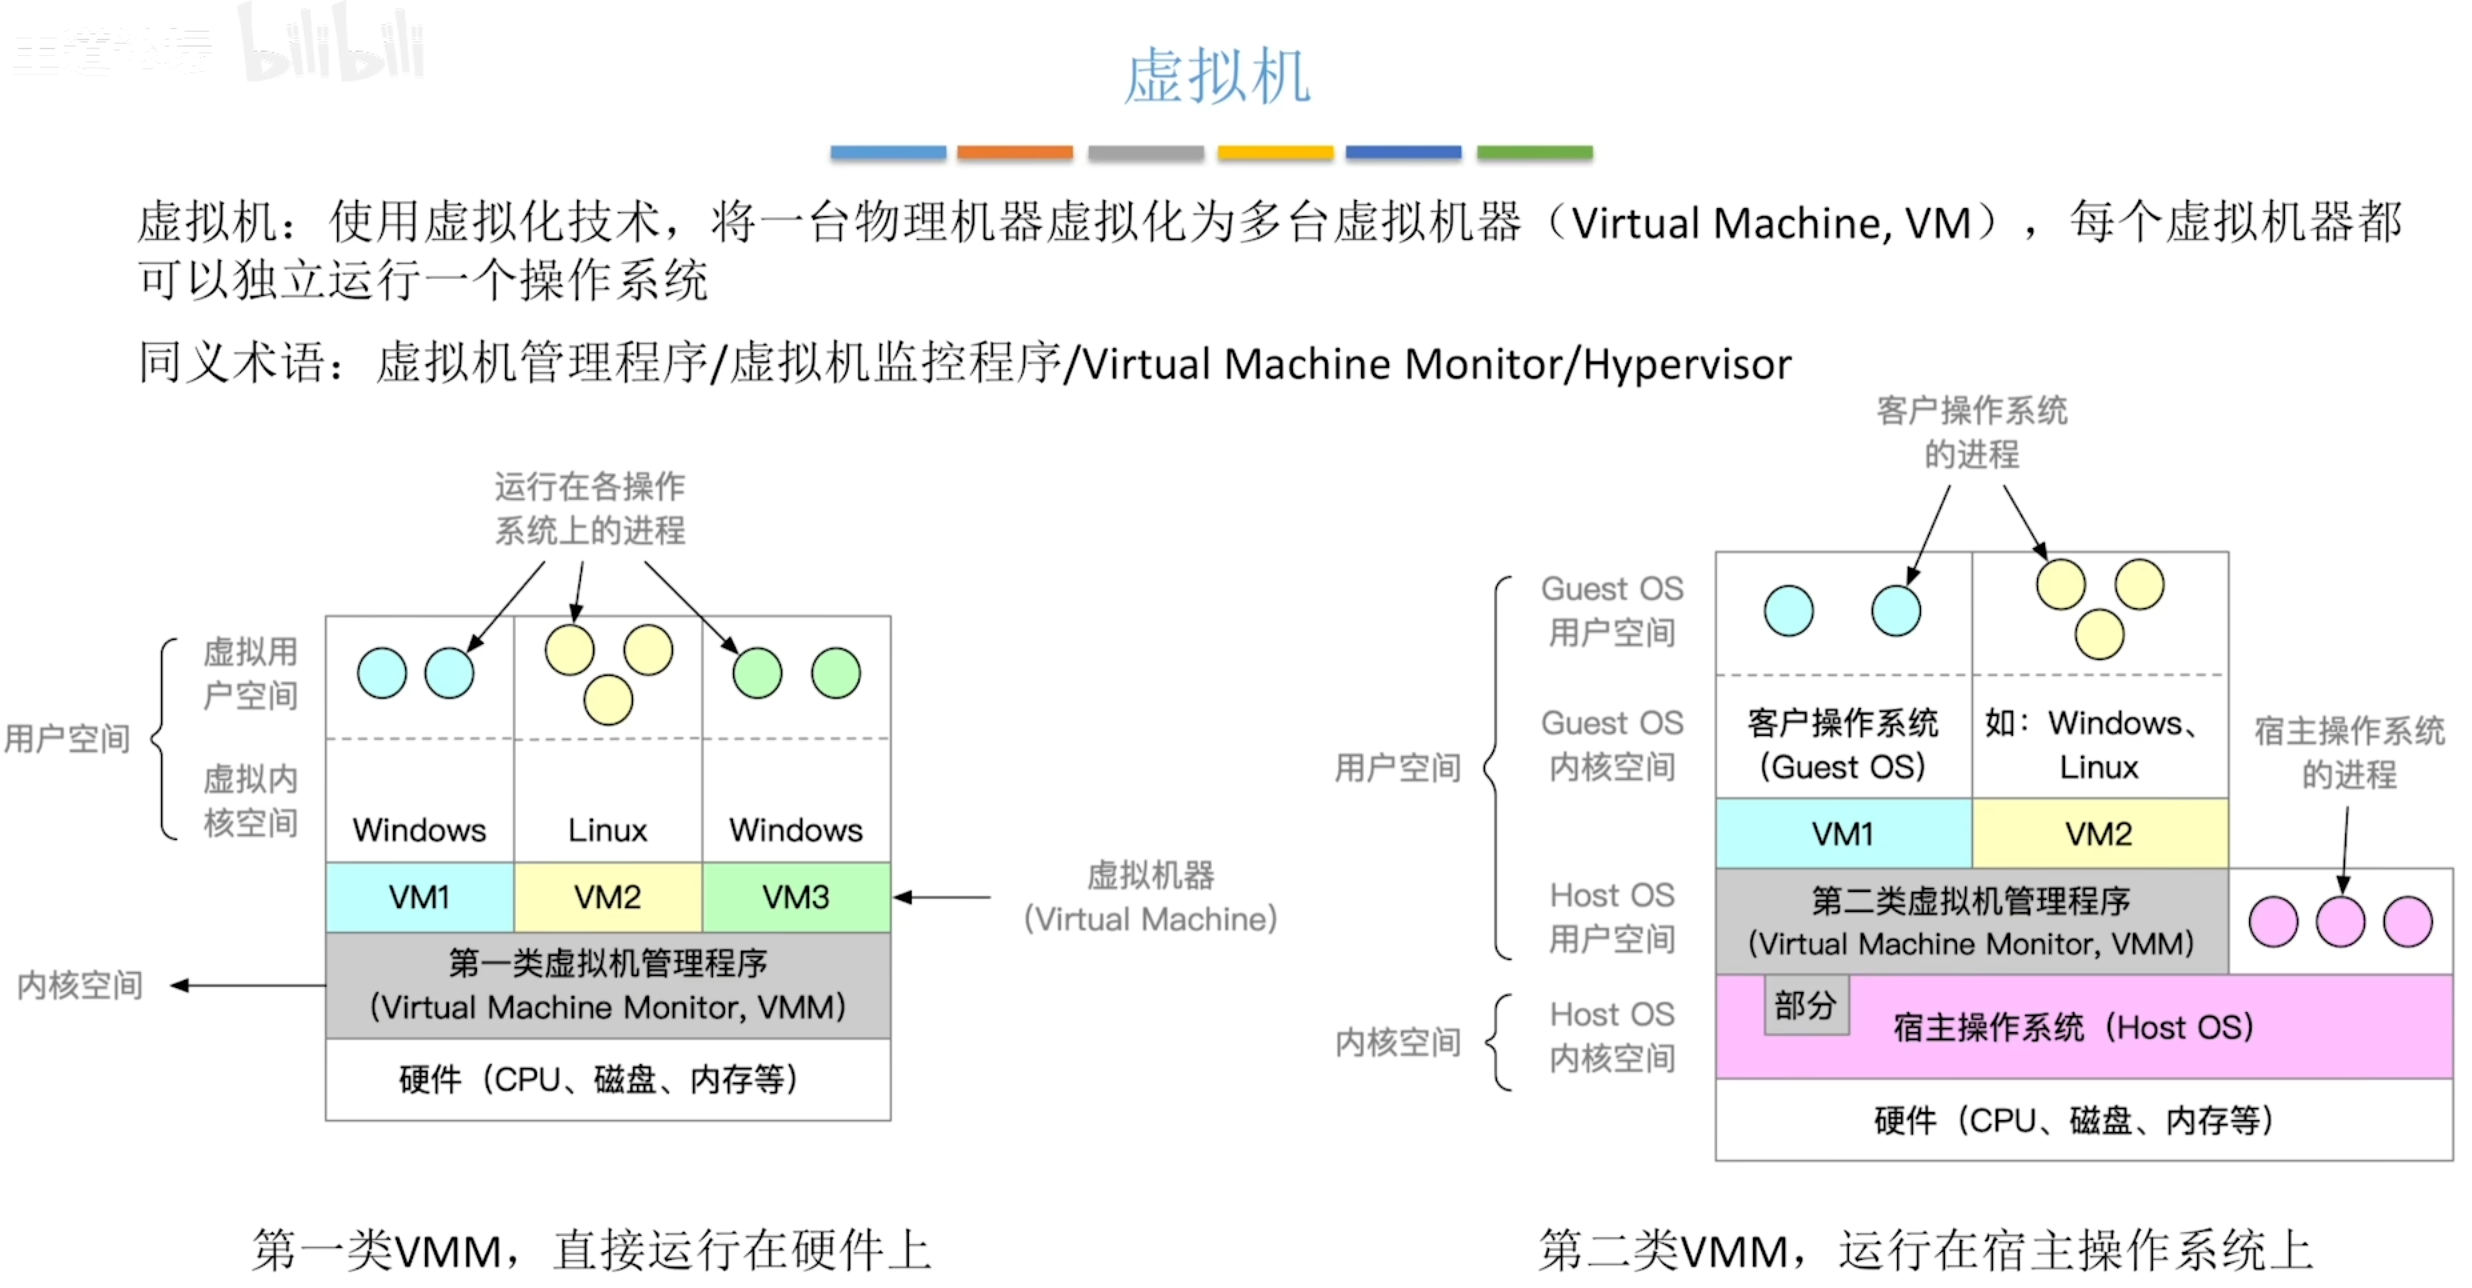 bilibili
虚拟机
虚拟机：使用虚拟化技术，将一台物理机器虚拟化为多台虚拟机器（Virtual Machine, VM），每个虚拟机器都
可以独立运行一个操作系统
同义术语：虚拟机管理程序/虚拟机监控程序/Virtual Machine Monitor/Hypervisor
运行在各操作
系统上的进程
用户空间
虚拟用
户空间
虚拟内
核空间
Windows
Linux
Windows
VM1
VM2
VM3
虚拟机器
(Virtual Machine)
内核空间
第一类虚拟机管理程序
(Virtual Machine Monitor, VMM)
硬件（CPU、磁盘、内存等）
第一类VMM，直接运行在硬件上
客户操作系统
的进程
用户空间
Guest OS
用户空间
Guest OS
内核空间
客户操作系统
(Guest OS)
如：Windows、
Linux
宿主操作系统
的进程
VM1
VM2
Host OS
用户空间
第二类虚拟机管理程序
(Virtual Machine Monitor, VMM)
内核空间
Host OS
内核空间
部分
宿主操作系统（Host OS）
硬件（CPU、磁盘、内存等）
第二类VMM，运行在宿主操作系统上